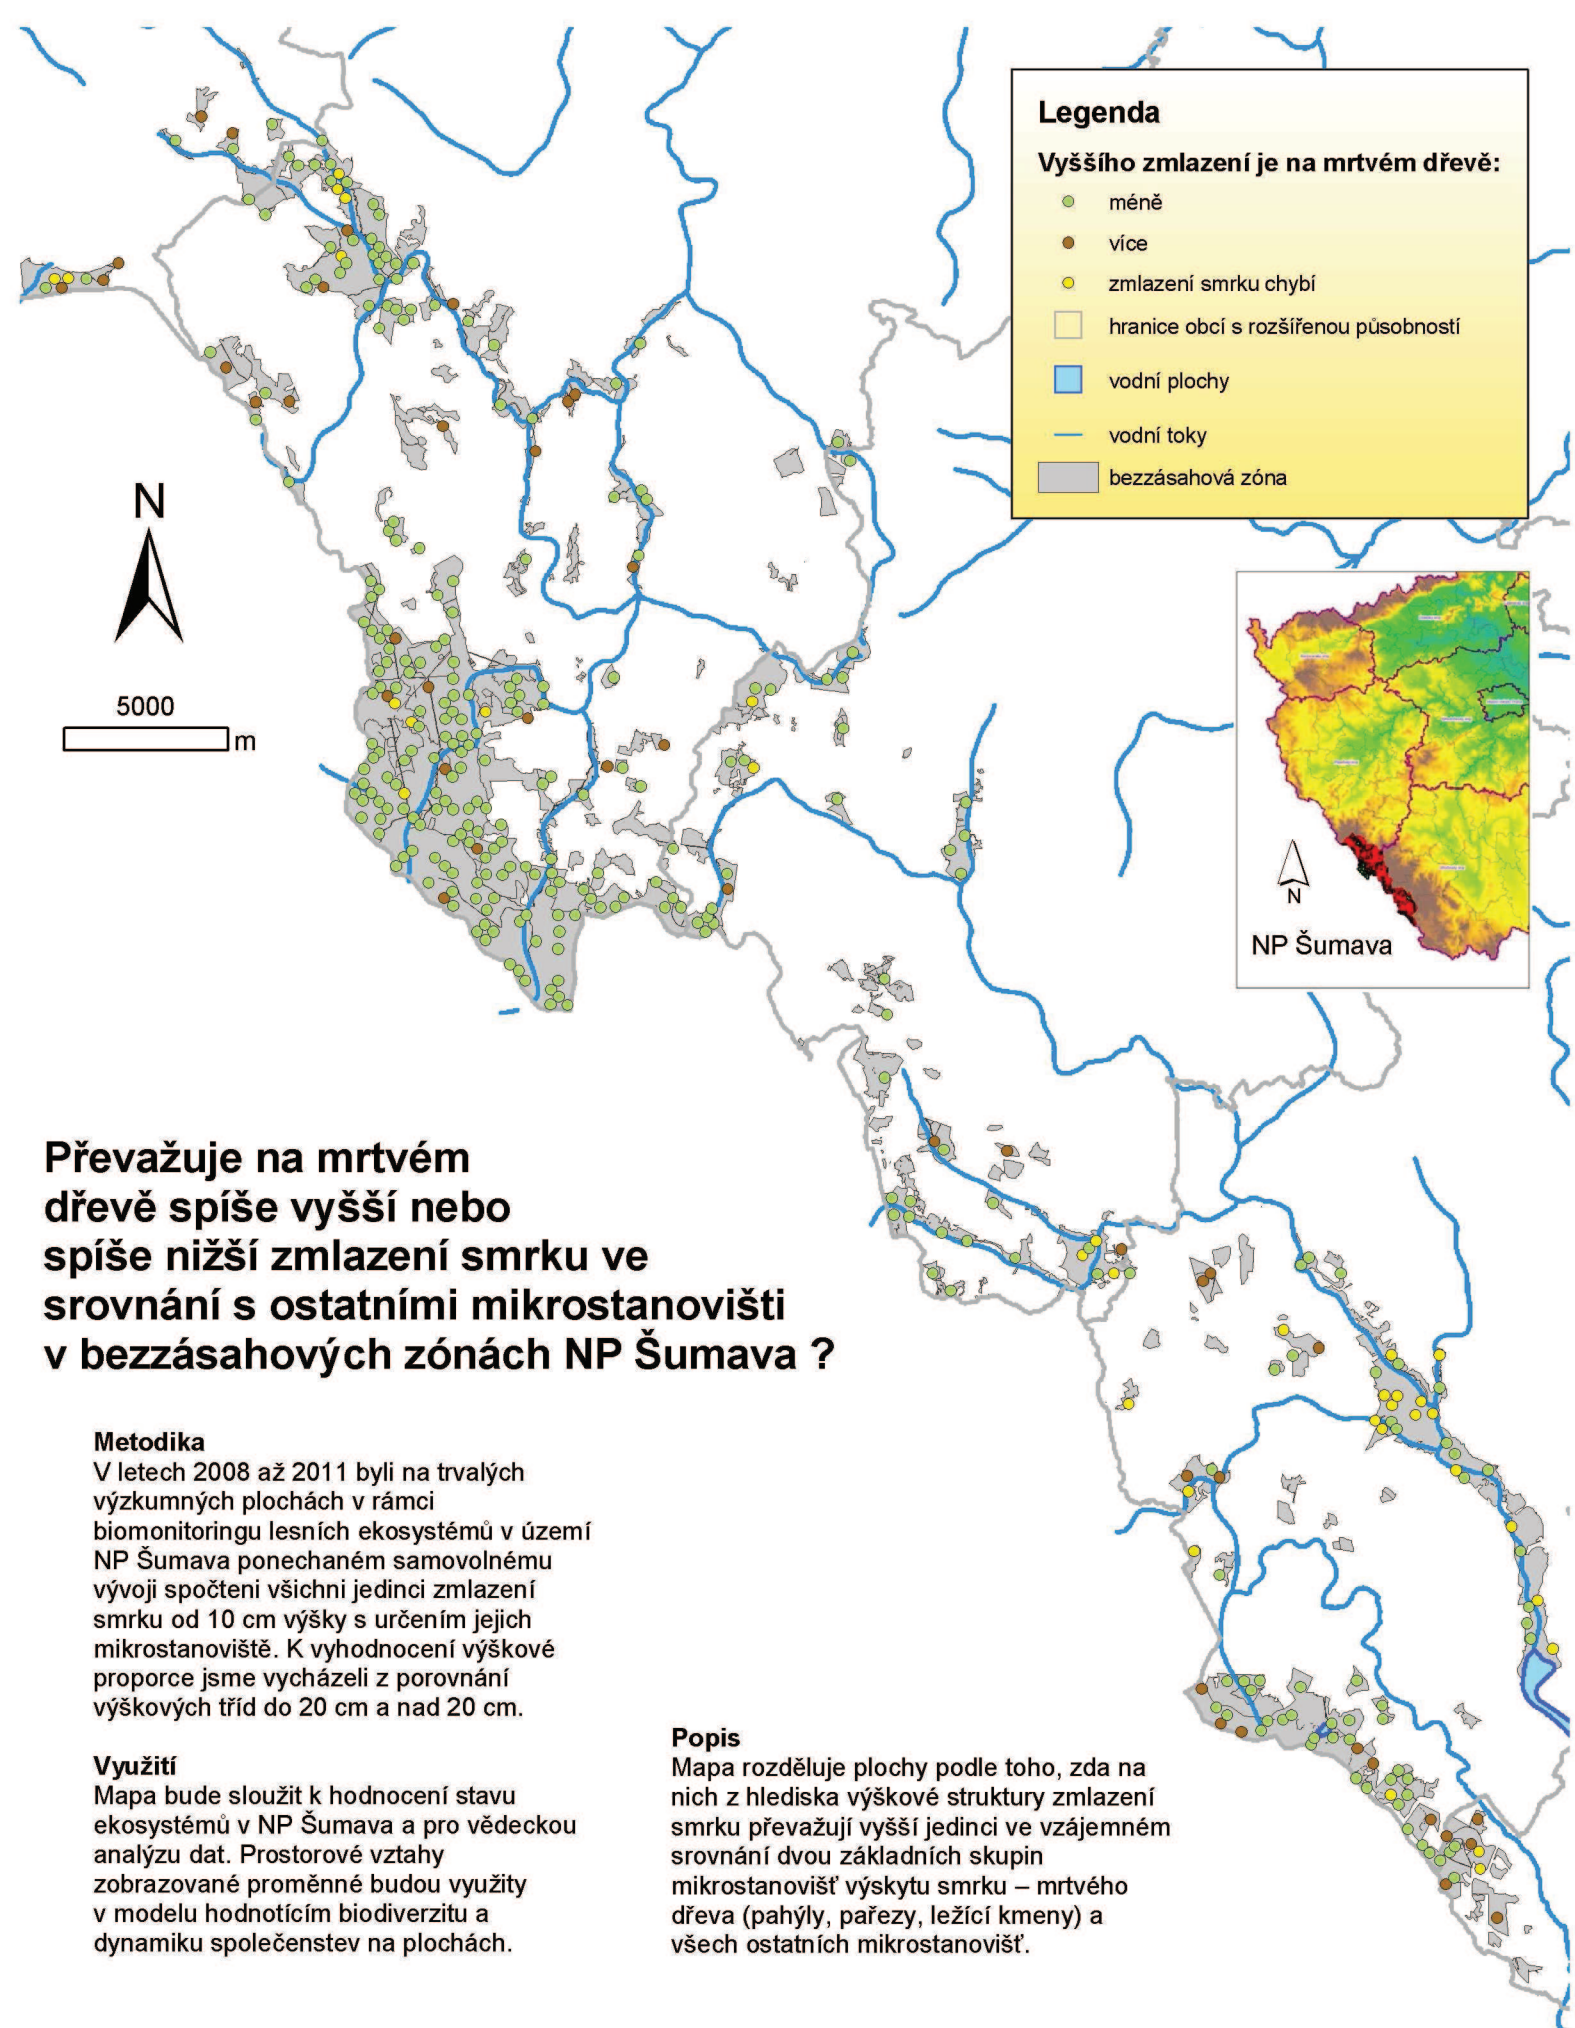 Legenda
Vyššího zmlazení je na mrtvém dřevě:
méně
více
zmlazení smrku chybí
hranice obcí s rozšířenou působností
vodní plochy
vodní toky
bezzásahová zóna
N
5000
m
N
NP Šumava
Převažuje na mrtvém
dřevě spíše vyšší nebo
spíše nižší zmlazení smrku ve
srovnání s ostatními mikrostanovišti
v bezzásahových zónách NP Šumava ?
Metodika
V letech 2008 až 2011 byli na trvalých
výzkumných plochách v rámci
biomonitoringu lesních ekosystémů v území
NP Šumava ponechaném samovolnému
vývoji spočteni všichni jedinci zmlazení
smrku od 10 cm výšky s určením jejich
mikrostanoviště. K vyhodnocení výškové
proporce jsme vycházeli z porovnání
výškových tříd do 20 cm a nad 20 cm.
Využití
Mapa bude sloužit k hodnocení stavu
ekosystémů v NP Šumava a pro vědeckou
analýzu dat. Prostorové vztahy
zobrazované proměnné budou využity
v modelu hodnotícím biodiverzitu a
dynamiku společenstev na plochách.
Popis
Mapa rozděluje plochy podle toho, zda na
nich z hlediska výškové struktury zmlazení
smrku převažují vyšší jedinci ve vzájemném
srovnání dvou základních skupin
mikrostanovišť výskytu smrku – mrtvého
dřeva (pahýly, pařezy, ležící kmeny) a
všech ostatních mikrostanovišť.